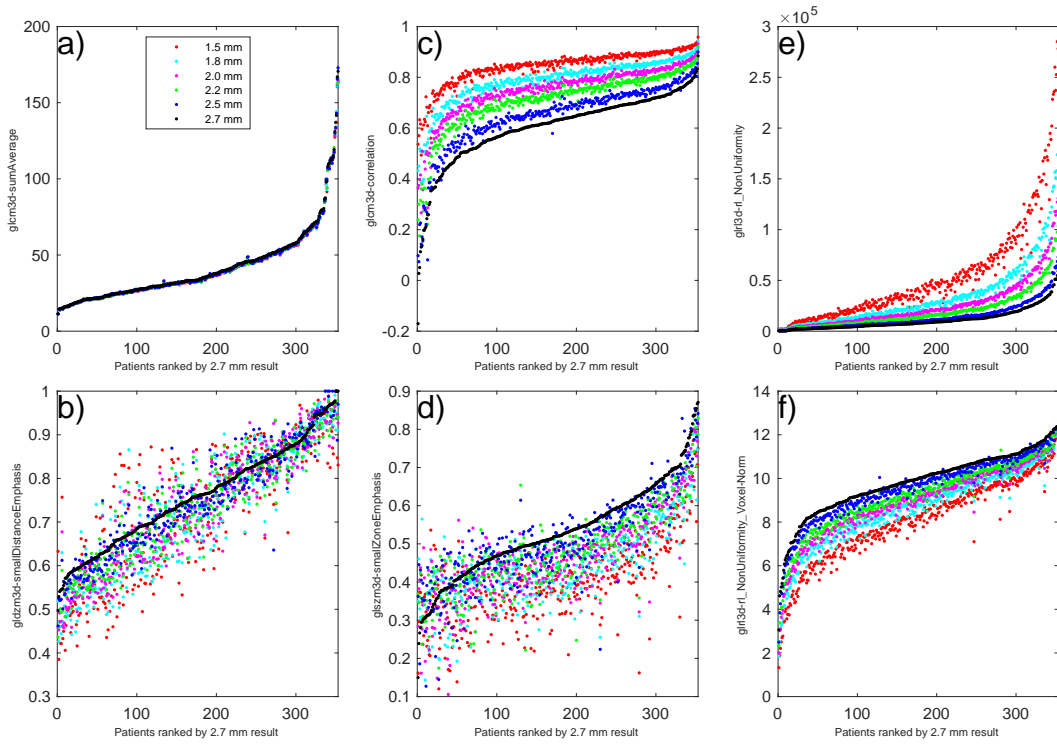 a)
200
150
100
50
0
0 100 200 300
glcm3d-sumAverage
Patients ranked by 2.7 mm result
1.5 mm
1.8 mm
2.0 mm
2.2 mm
2.5 mm
2.7 mm
c)
1
0.8
0.6
0.4
0.2
0
-0.2
0 100 200 300
glcm3d-correlation
Patients ranked by 2.7 mm result
e)
×10⁵
3
2.5
2
1.5
1
0.5
0
0 100 200 300
glrl3d-rl_NonUniformity
Patients ranked by 2.7 mm result
b)
1
0.9
0.8
0.7
0.6
0.5
0.4
0.3
0 100 200 300
gldzm3d-smallDistanceEmphasis
Patients ranked by 2.7 mm result
d)
0.9
0.8
0.7
0.6
0.5
0.4
0.3
0.2
0.1
0 100 200 300
glszm3d-smallZoneEmphasis
Patients ranked by 2.7 mm result
f)
14
12
10
8
6
4
2
0
0 100 200 300
glrl3d-rl_NonUniformity_Voxel-Norm
Patients ranked by 2.7 mm result